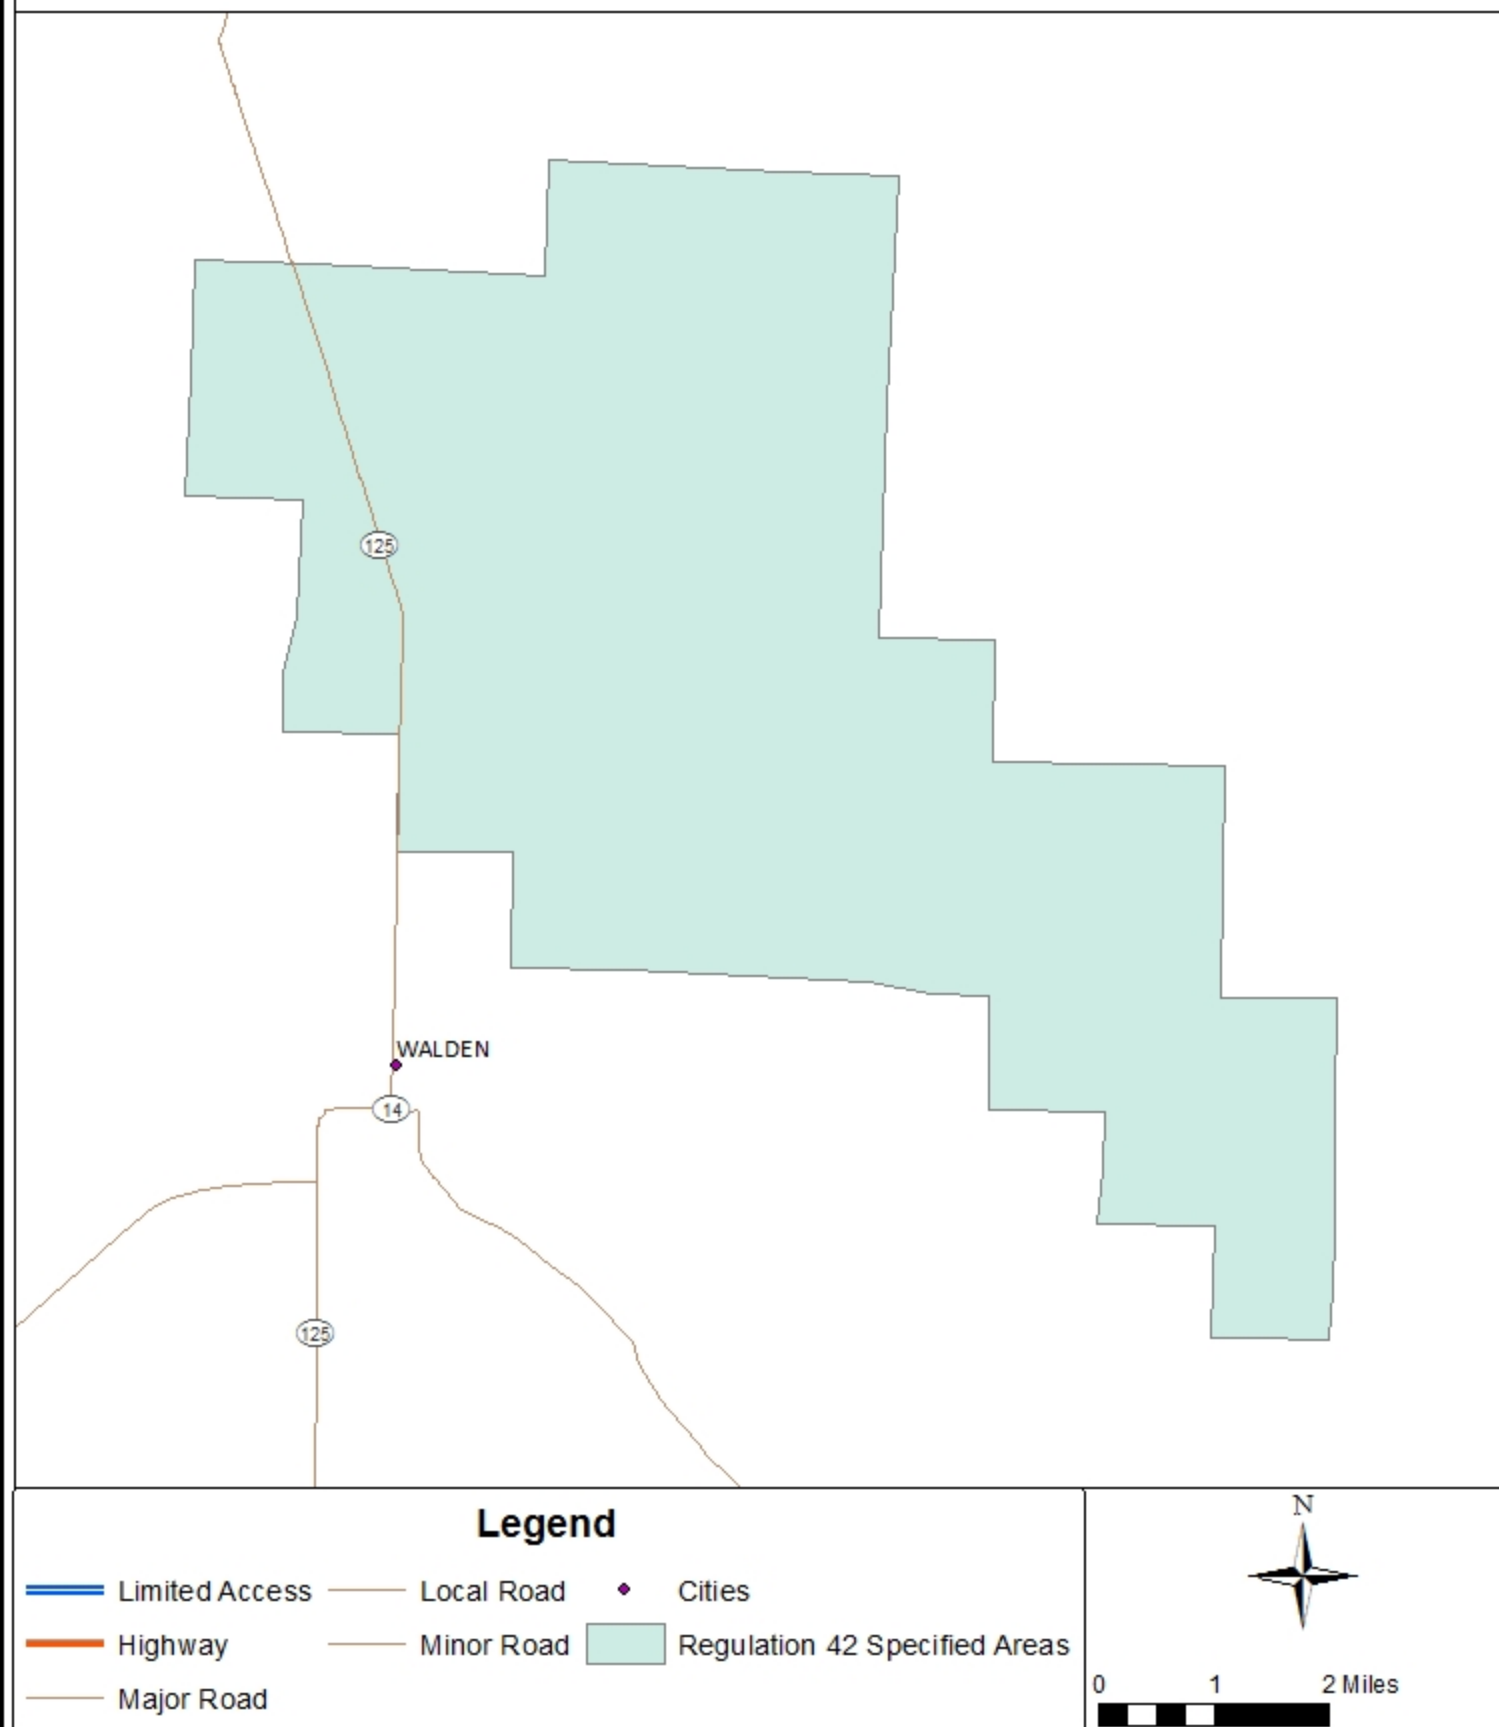 125
WALDEN
14
125
Legend
Limited Access
Local Road
Cities
Highway
Minor Road
Regulation 42 Specified Areas
Major Road
N
0 1 2 Miles